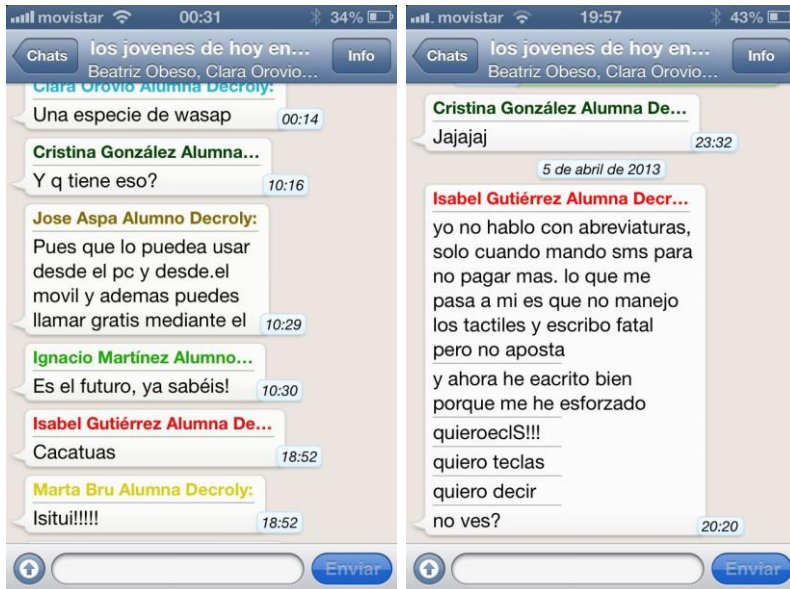 movistar 00:31 34%
Chats los jovenes de hoy en... Info
Beatriz Obeso, Clara Orovio...
Clara Orovio Alumna Decroly:
Una especie de wasap 00:14
Cristina González Alumna...
Y q tiene eso? 10:16
Jose Aspa Alumno Decroly:
Pues que lo puedea usar
desde el pc y desde.el
movil y ademas puedes
llamar gratis mediante el 10:29
Ignacio Martínez Alumno...
Es el futuro, ya sabéis! 10:30
Isabel Gutiérrez Alumna De...
Cacatuas 18:52
Marta Bru Alumna Decroly:
Isitui!!!!! 18:52
Enviar
movistar 19:57 43%
Chats los jovenes de hoy en... Info
Beatriz Obeso, Clara Orovio...
Cristina González Alumna De...
Jajajaj 23:32
5 de abril de 2013
Isabel Gutiérrez Alumna Decr...
yo no hablo con abreviaturas,
solo cuando mando sms para
no pagar mas. lo que me
pasa a mi es que no manejo
los tactiles y escribo fatal
pero no aposta
y ahora he eacrito bien
porque me he esforzado
quieroeclS!!!
quiero teclas
quiero decir
no ves? 20:20
Enviar